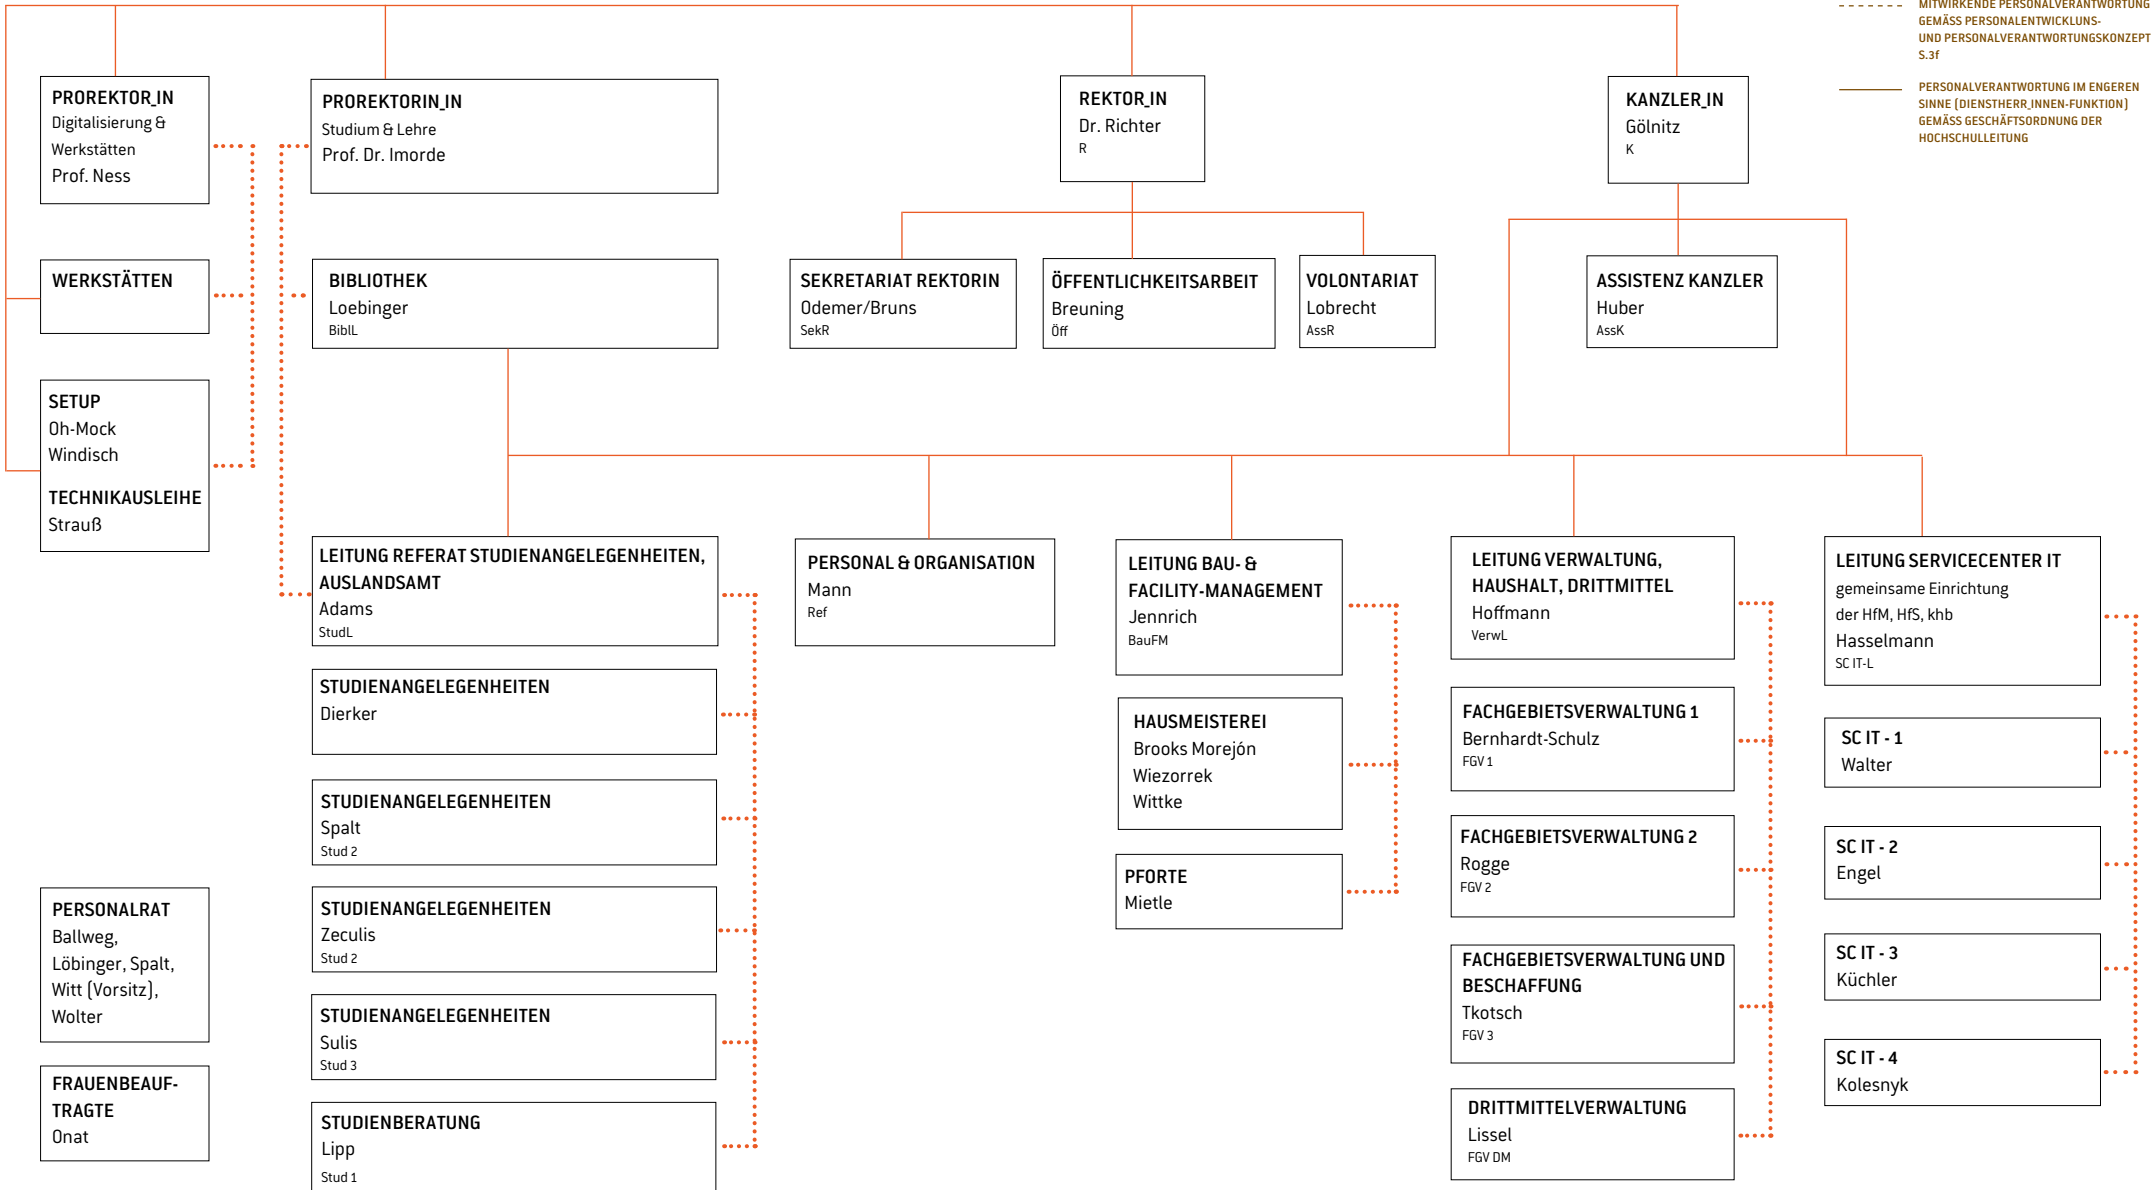 MITWIRKENDE PERSONALVERANTWORTUNG
GEMÄSS PERSONALENTWICKLUNS-
UND PERSONALVERANTWORTUNGSKONZEPT
S.3f
PERSONALVERANTWORTUNG IM ENGEREN
SINNE (DIENSTHERR_INNEN-FUNKTION)
GEMÄSS GESCHÄFTSORDNUNG DER
HOCHSCHULLEITUNG
PROREKTOR_IN
Digitalisierung &
Werkstätten
Prof. Ness
PROREKTORIN_IN
Studium & Lehre
Prof. Dr. Imorde
REKTOR_IN
Dr. Richter
R
KANZLER_IN
Gölnitz
K
WERKSTÄTTEN
BIBLIOTHEK
Loebinger
BiblL
SEKRETARIAT REKTORIN
Odemer/Bruns
SekR
ÖFFENTLICHKEITSARBEIT
Breuning
Öff
VOLONTARIAT
Lobrecht
AssR
ASSISTENZ KANZLER
Huber
AssK
SETUP
Oh-Mock
Windisch
TECHNIKAUSLEIHE
Strauß
LEITUNG REFERAT STUDIENANGELEGENHEITEN,
AUSLANDSAMT
Adams
StudL
PERSONAL & ORGANISATION
Mann
Ref
LEITUNG BAU- &
FACILITY-MANAGEMENT
Jennrich
BauFM
LEITUNG VERWALTUNG,
HAUSHALT, DRITTMITTEL
Hoffmann
VerwL
LEITUNG SERVICECENTER IT
gemeinsame Einrichtung
der HfM, HfS, khb
Hasselmann
SC IT-L
STUDIENANGELEGENHEITEN
Dierker
STUDIENANGELEGENHEITEN
Spalt
Stud 2
STUDIENANGELEGENHEITEN
Zeculis
Stud 2
STUDIENANGELEGENHEITEN
Sulis
Stud 3
STUDIENBERATUNG
Lipp
Stud 1
HAUSMEISTEREI
Brooks Morejón
Wiezorrek
Wittke
PFORTE
Mietle
FACHGEBIETSVERWALTUNG 1
Bernhardt-Schulz
FGV 1
FACHGEBIETSVERWALTUNG 2
Rogge
FGV 2
FACHGEBIETSVERWALTUNG UND
BESCHAFFUNG
Tkotsch
FGV 3
DRITTMITTELVERWALTUNG
Lissel
FGV DM
SC IT - 1
Walter
SC IT - 2
Engel
SC IT - 3
Küchler
SC IT - 4
Kolesnyk
PERSONALRAT
Ballweg,
Löbinger, Spalt,
Witt (Vorsitz),
Wolter
FRAUENBEAUF-
TRAGTE
Onat